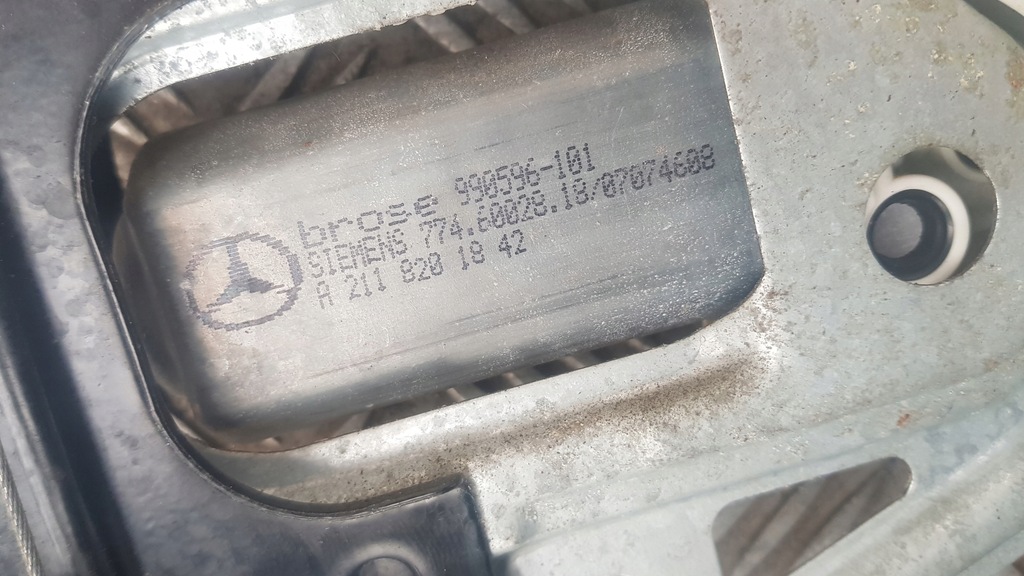 brose 990596-101
SIEMENS 774.60028.18/07074608
A 211 820 18 42